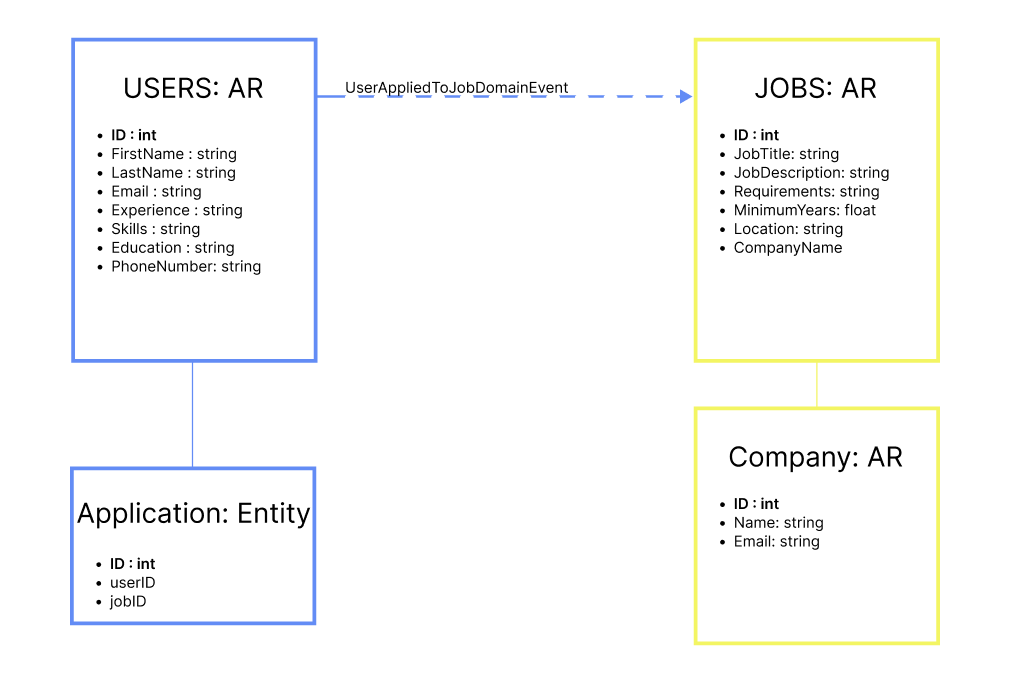 USERS: AR
• ID : int
• FirstName : string
• LastName : string
• Email : string
• Experience : string
• Skills : string
• Education : string
• PhoneNumber: string
UserAppliedToJobDomainEvent
JOBS: AR
• ID : int
• JobTitle: string
• JobDescription: string
• Requirements: string
• MinimumYears: float
• Location: string
• CompanyName
Application: Entity
• ID : int
• userID
• jobID
Company: AR
• ID : int
• Name: string
• Email: string